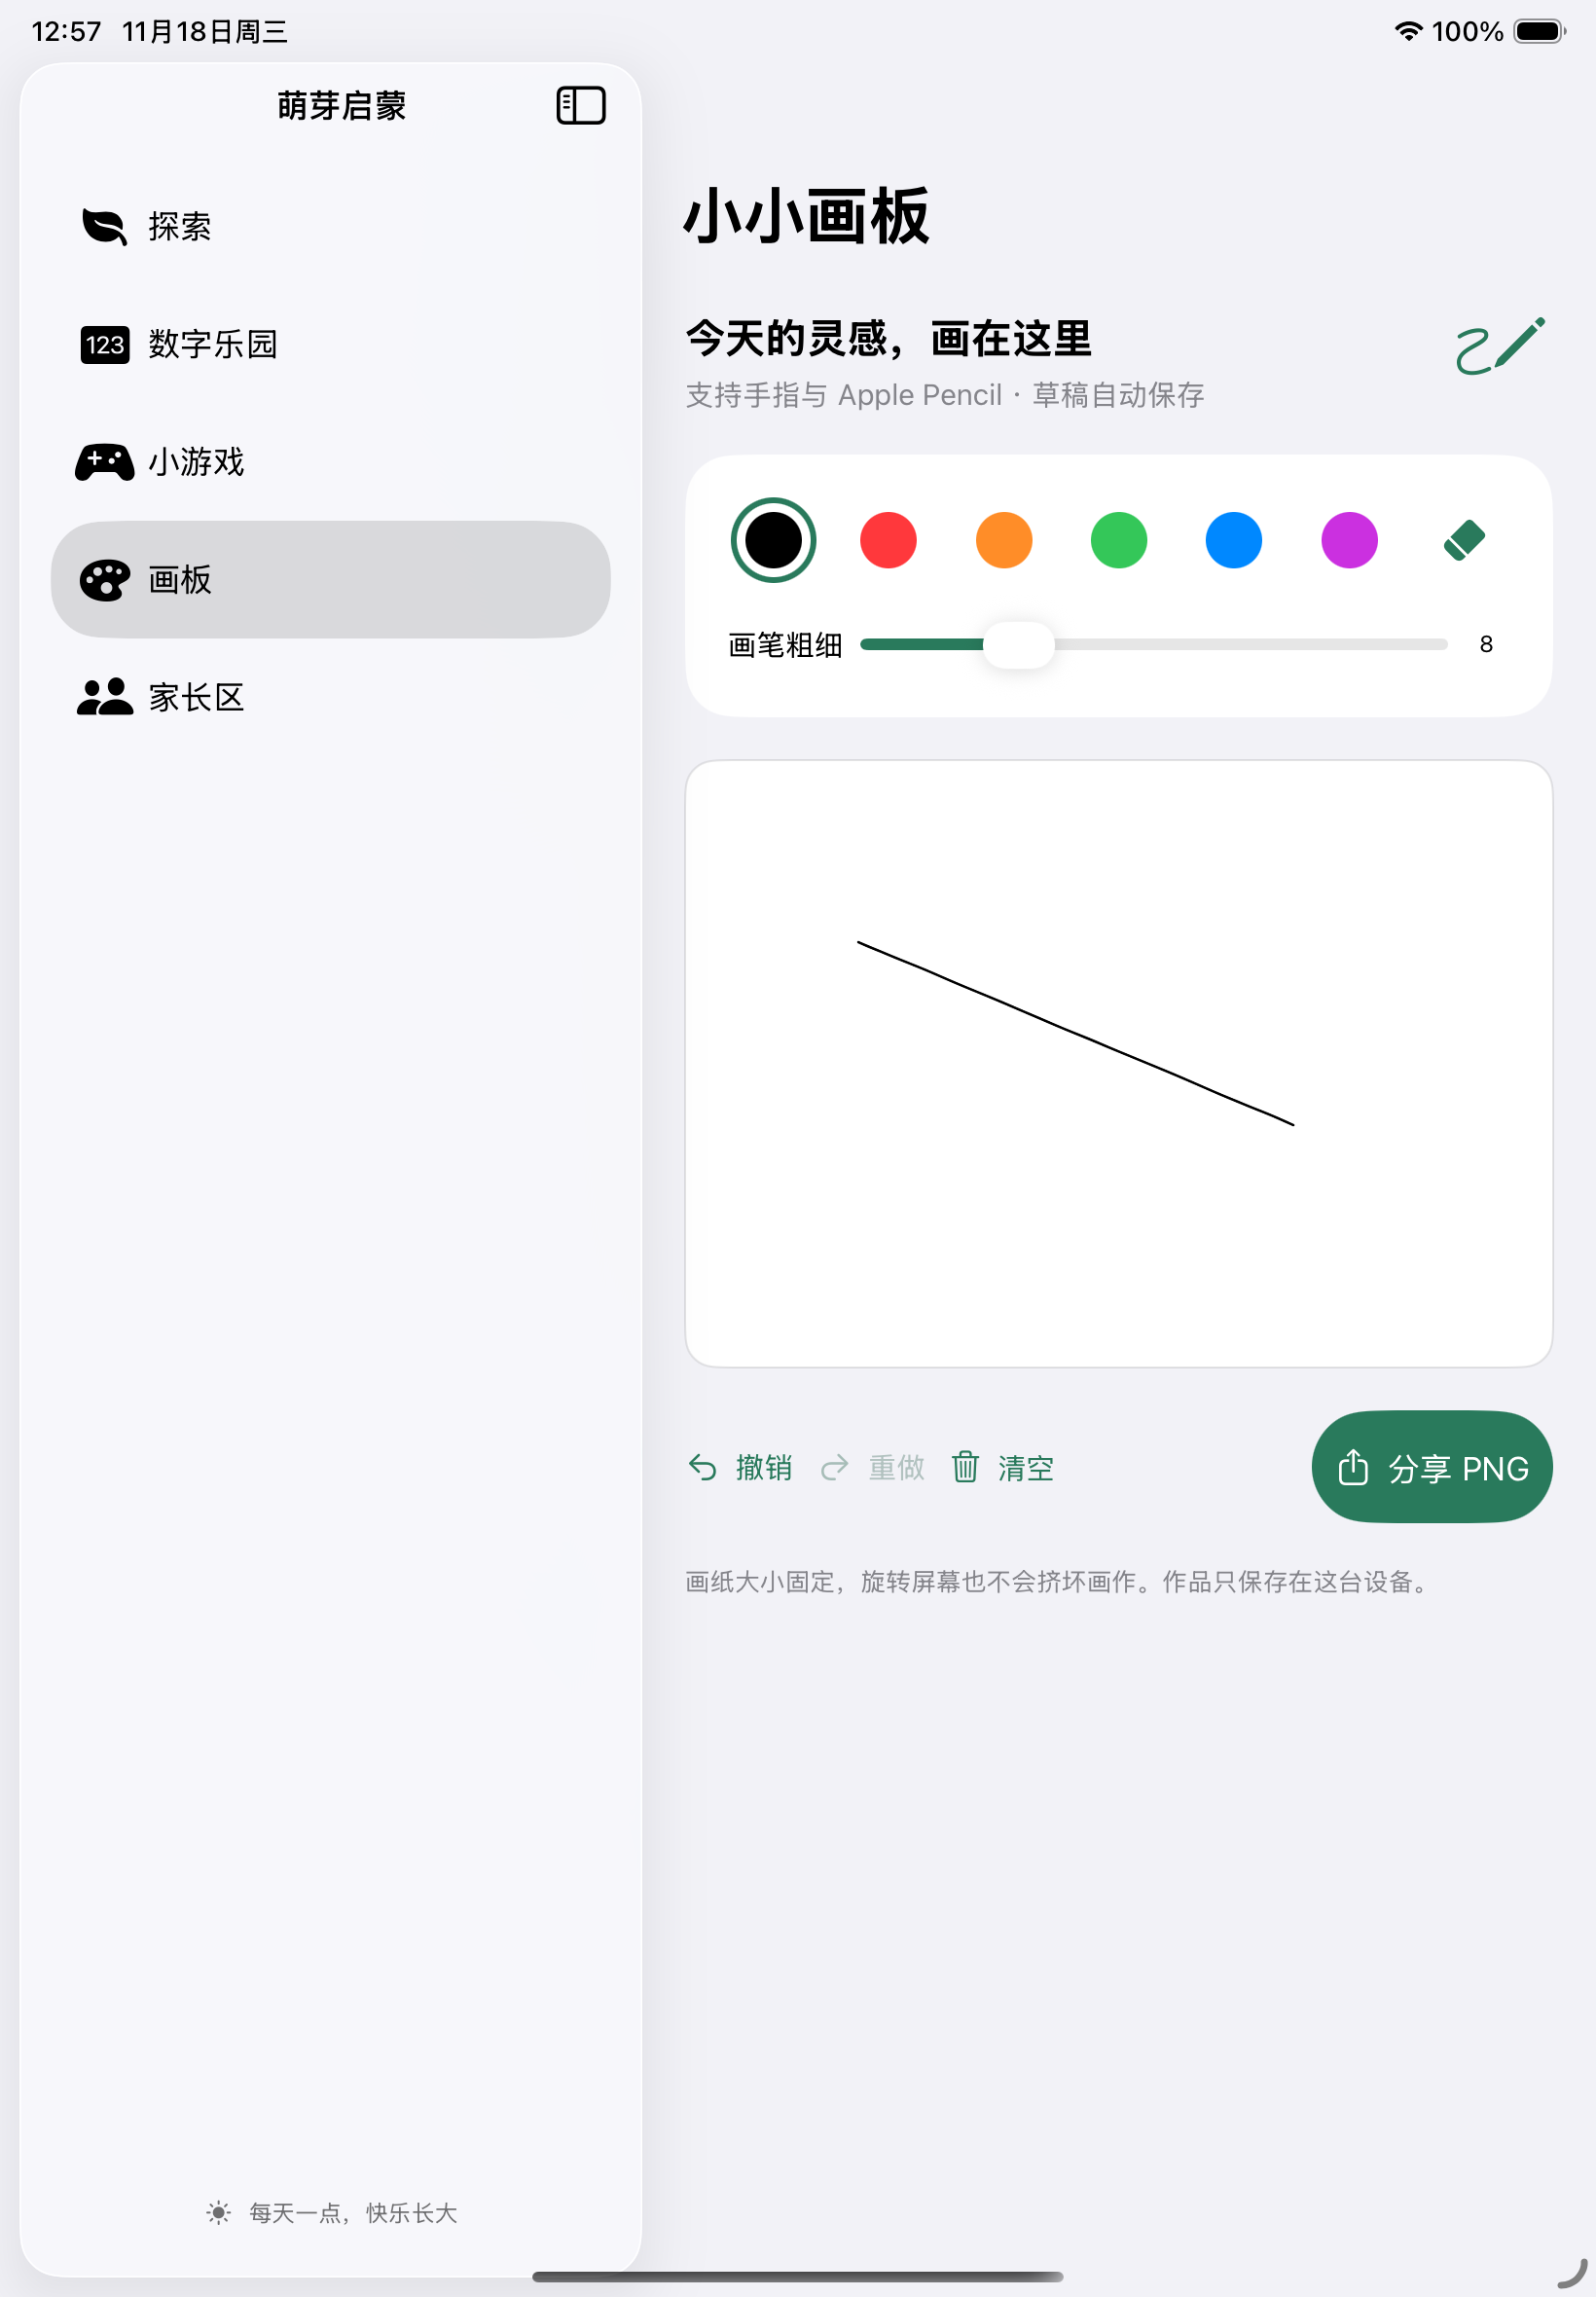 12:57 11月18日周三
100%
萌芽启蒙
探索
123 数字乐园
小游戏
画板
家长区
每天一点，快乐长大
小小画板
今天的灵感，画在这里
支持手指与 Apple Pencil · 草稿自动保存
画笔粗细 8
撤销 重做 清空 分享 PNG
画纸大小固定，旋转屏幕也不会挤坏画作。作品只保存在这台设备。